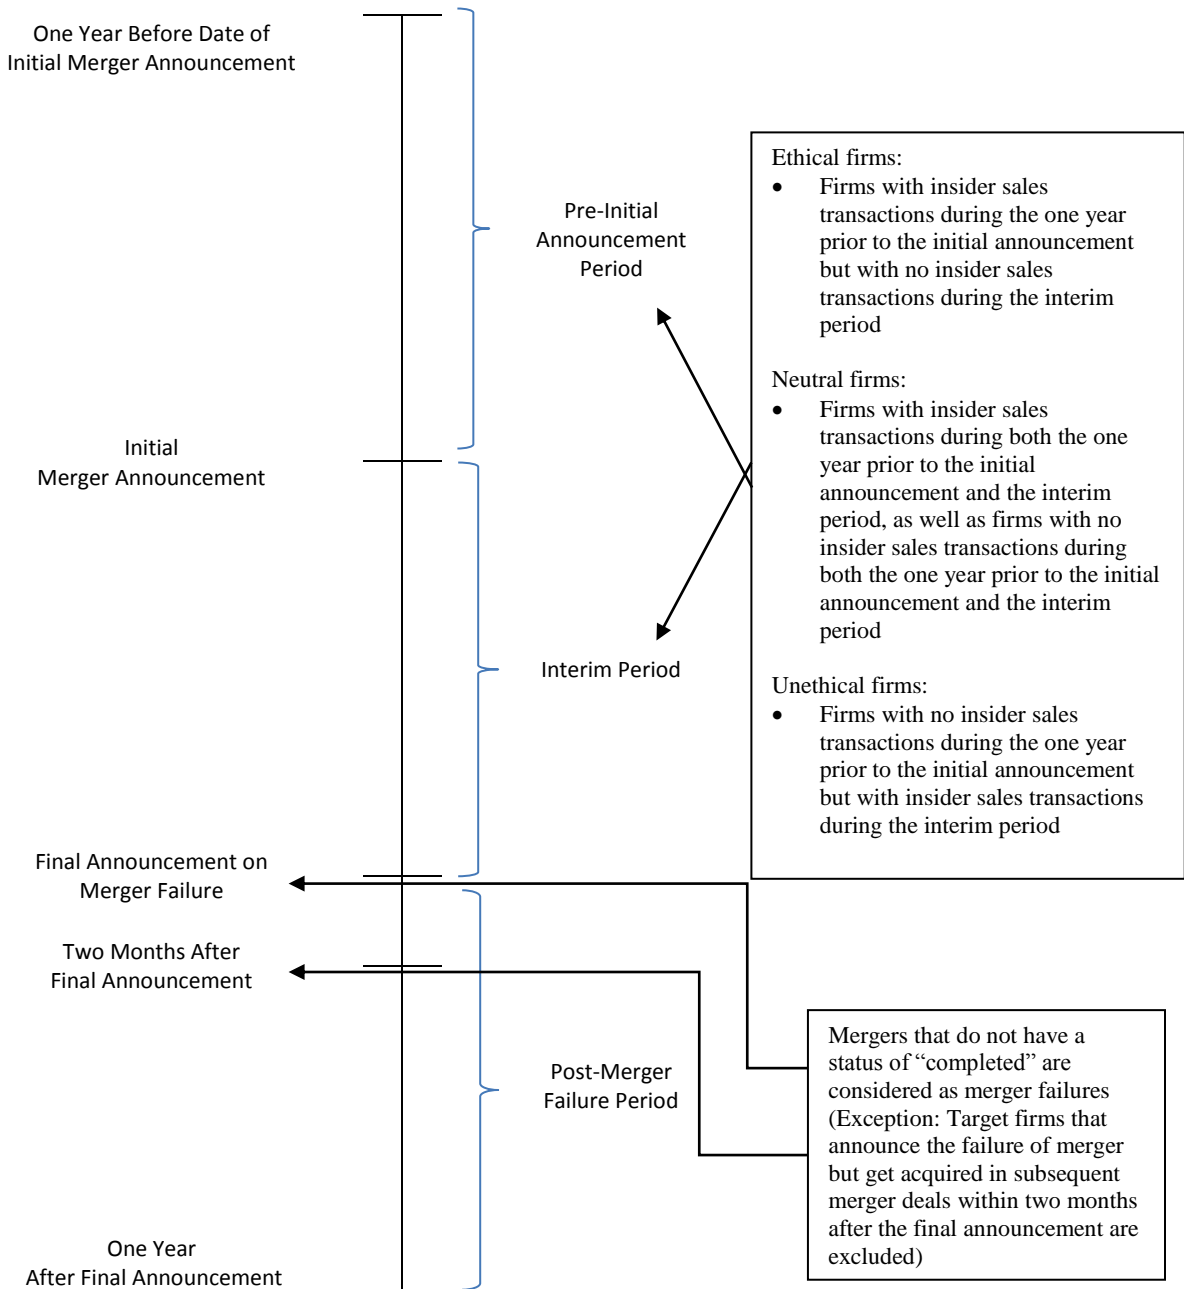 One Year Before Date of
Initial Merger Announcement
Pre-Initial
Announcement
Period
Ethical firms:
• Firms with insider sales
transactions during the one year
prior to the initial announcement
but with no insider sales
transactions during the interim
period
Neutral firms:
• Firms with insider sales
transactions during both the one
year prior to the initial
announcement and the interim
period, as well as firms with no
insider sales transactions during
both the one year prior to the initial
announcement and the interim
period
Unethical firms:
• Firms with no insider sales
transactions during the one year
prior to the initial announcement
but with insider sales transactions
during the interim period
Initial
Merger Announcement
Interim Period
Final Announcement on
Merger Failure
Two Months After
Final Announcement
Post-Merger
Failure Period
Mergers that do not have a
status of “completed” are
considered as merger failures
(Exception: Target firms that
announce the failure of merger
but get acquired in subsequent
merger deals within two months
after the final announcement are
excluded)
One Year
After Final Announcement